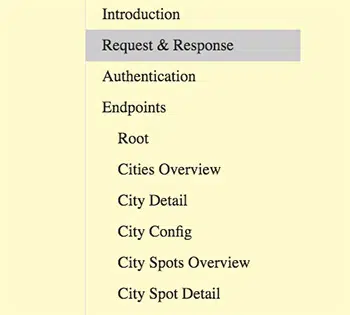 Introduction
Request & Response
Authentication
Endpoints
Root
Cities Overview
City Detail
City Config
City Spots Overview
City Spot Detail